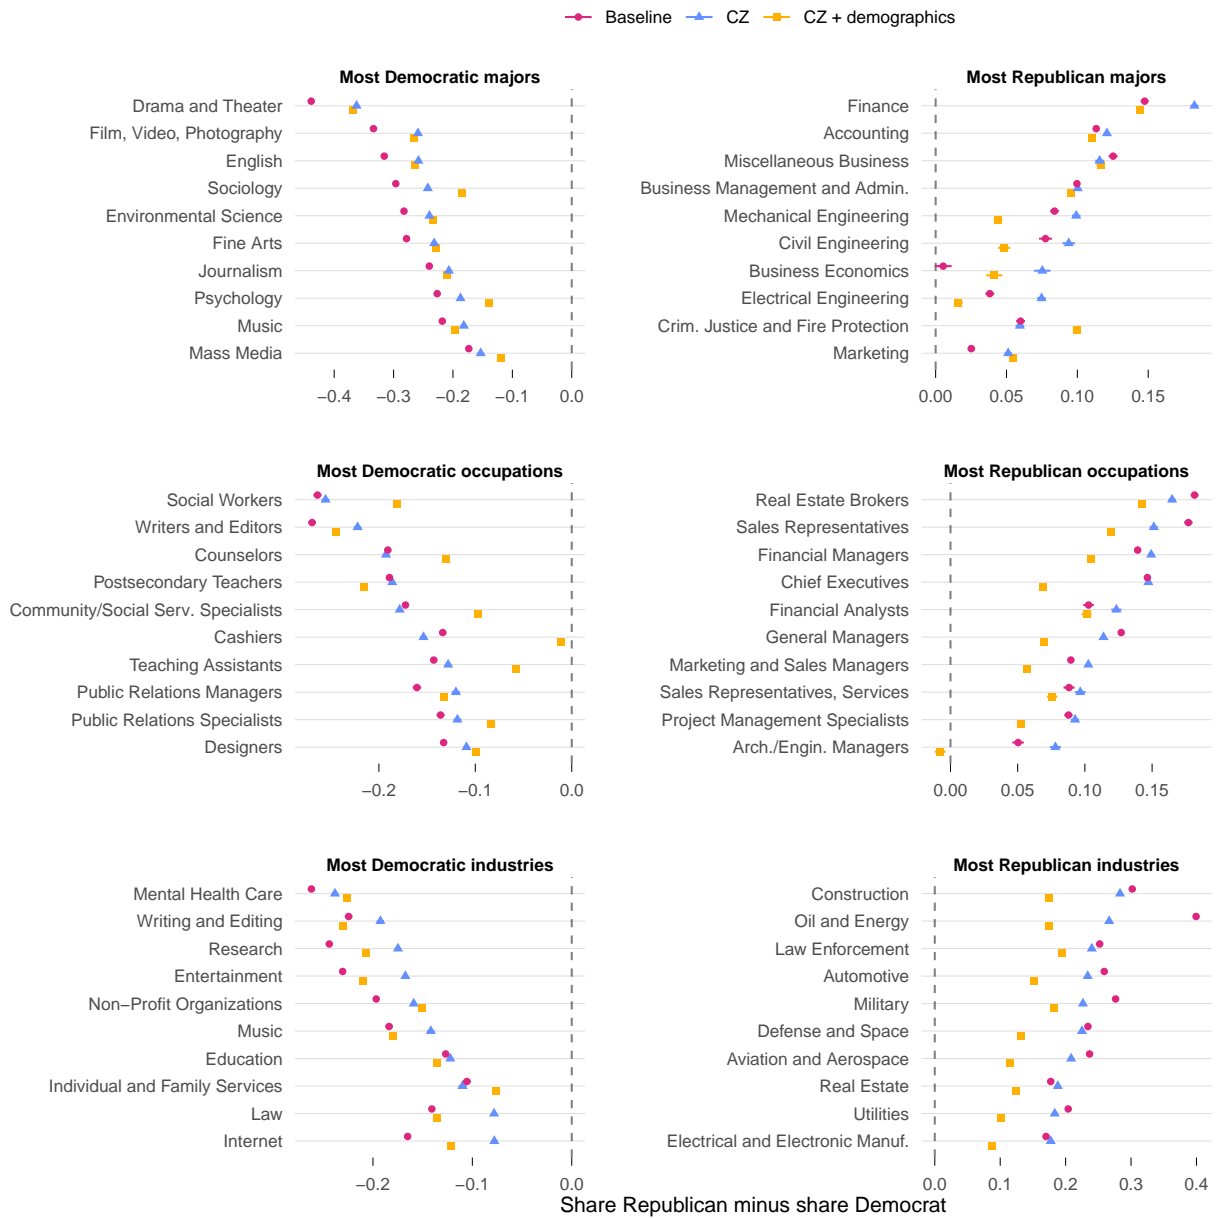 Baseline CZ CZ + demographics
Most Democratic majors
Drama and Theater
Film, Video, Photography
English
Sociology
Environmental Science
Fine Arts
Journalism
Psychology
Music
Mass Media
−0.4 −0.3 −0.2 −0.1 0.0
Most Republican majors
Finance
Accounting
Miscellaneous Business
Business Management and Admin.
Mechanical Engineering
Civil Engineering
Business Economics
Electrical Engineering
Crim. Justice and Fire Protection
Marketing
0.00 0.05 0.10 0.15
Most Democratic occupations
Social Workers
Writers and Editors
Counselors
Postsecondary Teachers
Community/Social Serv. Specialists
Cashiers
Teaching Assistants
Public Relations Managers
Public Relations Specialists
Designers
−0.2 −0.1 0.0
Most Republican occupations
Real Estate Brokers
Sales Representatives
Financial Managers
Chief Executives
Financial Analysts
General Managers
Marketing and Sales Managers
Sales Representatives, Services
Project Management Specialists
Arch./Engin. Managers
0.00 0.05 0.10 0.15
Most Democratic industries
Mental Health Care
Writing and Editing
Research
Entertainment
Non−Profit Organizations
Music
Education
Individual and Family Services
Law
Internet
−0.2 −0.1 0.0
Most Republican industries
Construction
Oil and Energy
Law Enforcement
Automotive
Military
Defense and Space
Aviation and Aerospace
Real Estate
Utilities
Electrical and Electronic Manuf.
0.0 0.1 0.2 0.3 0.4
Share Republican minus share Democrat